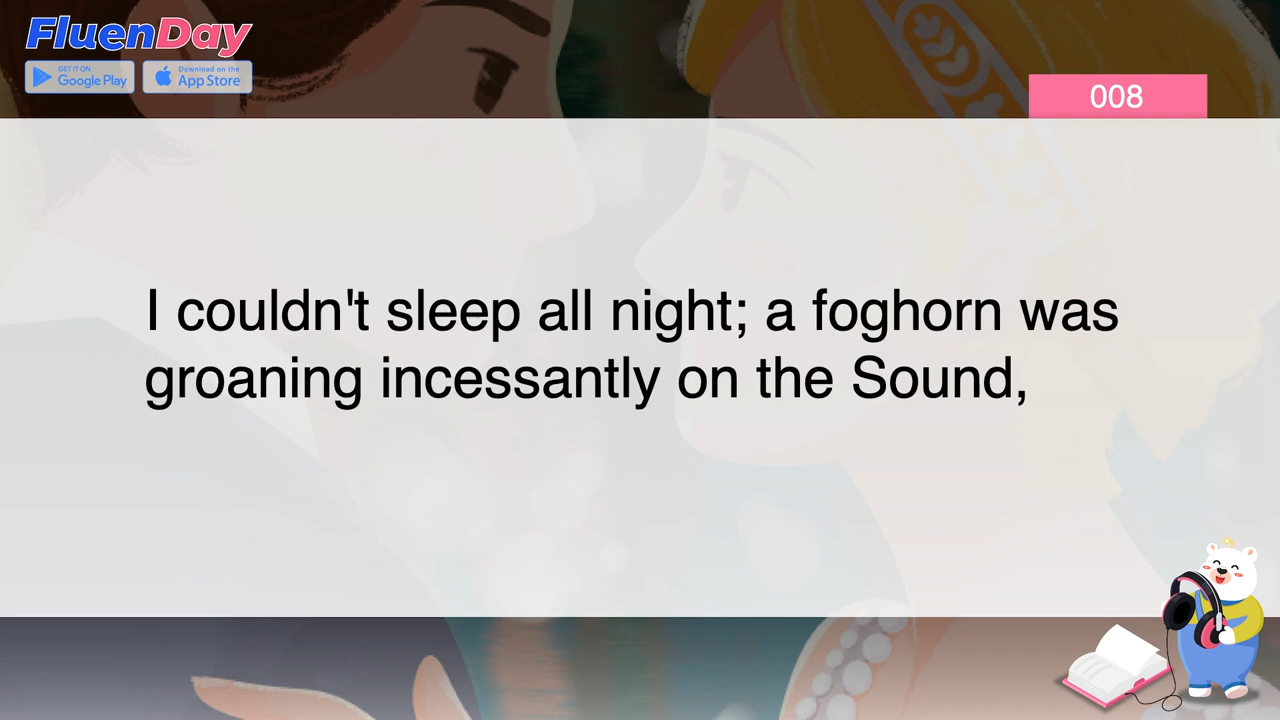 FluenDay
GET IT ON
Google Play
Download on the
App Store
008
I couldn't sleep all night; a foghorn was
groaning incessantly on the Sound,